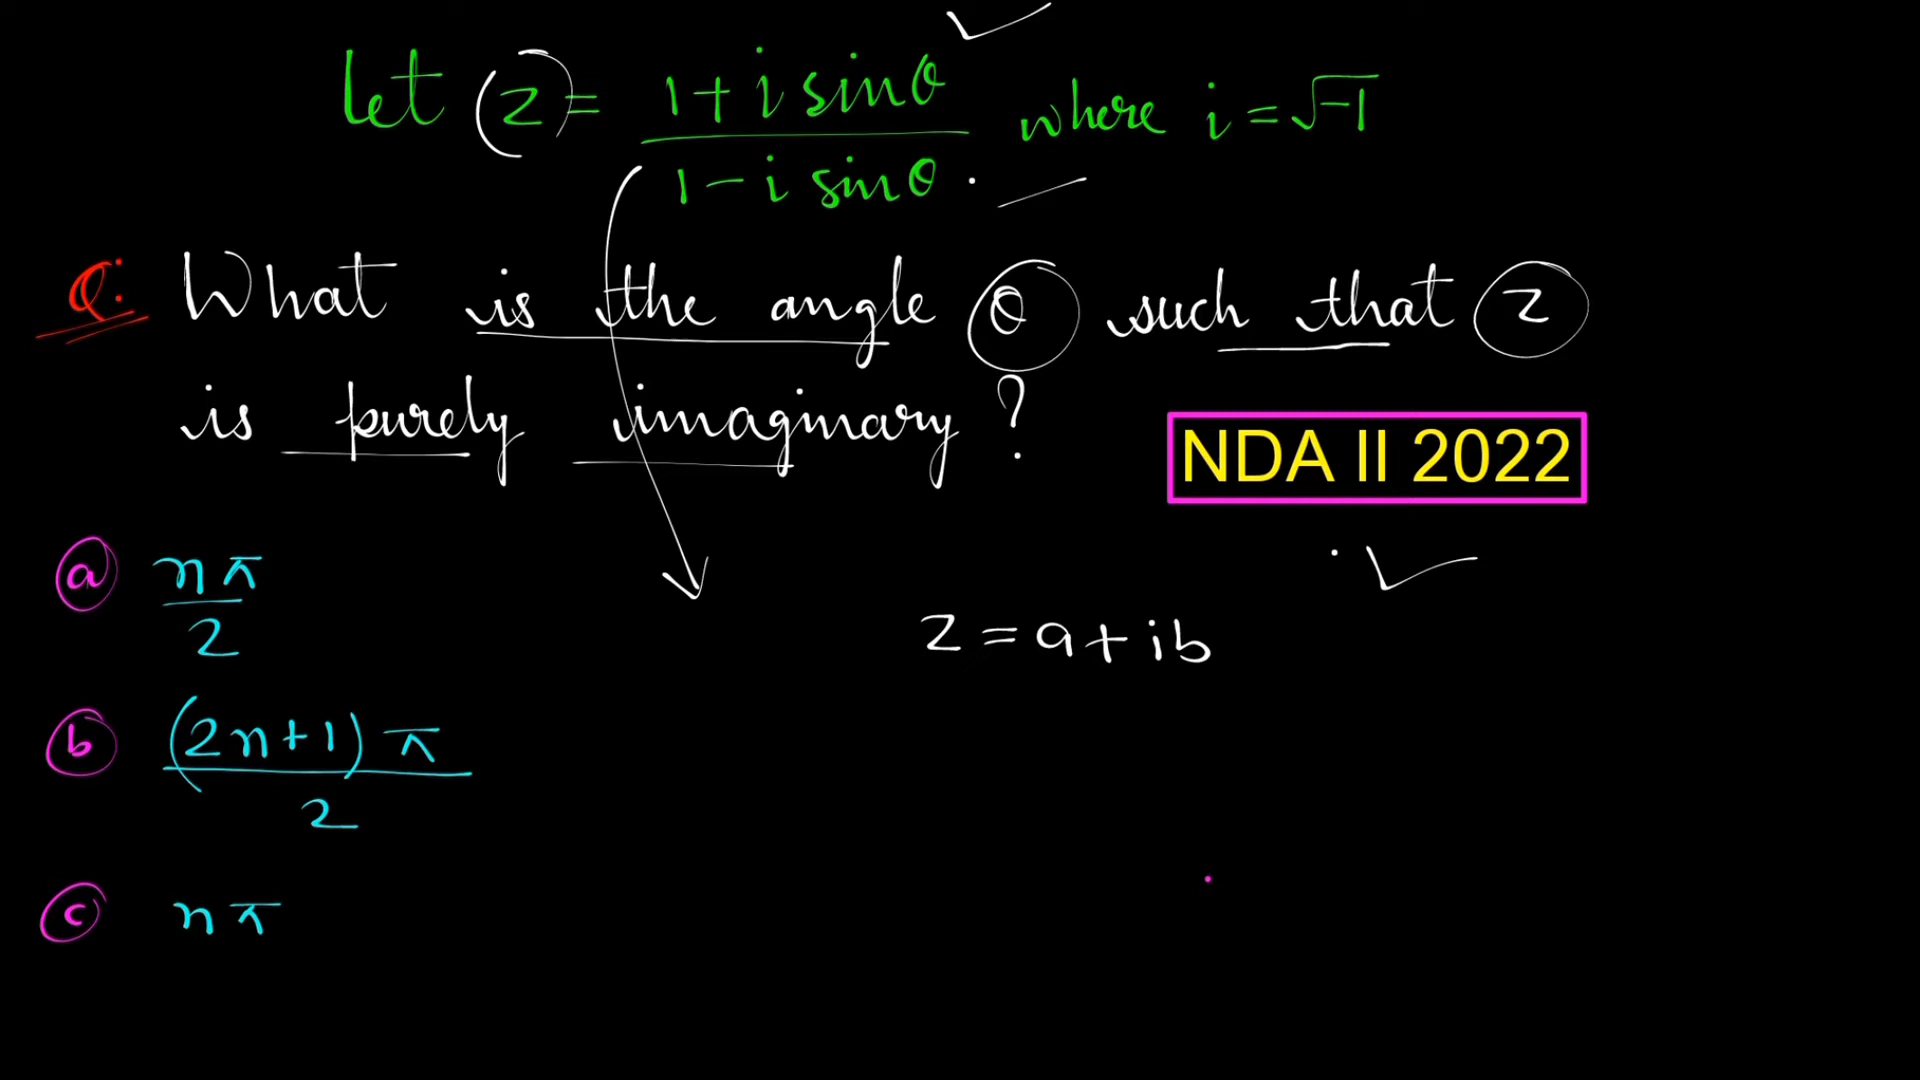 Let z = 1 + i sinθ / 1 - i sinθ where i = √-1
Q: What is the angle θ such that z
is purely imaginary?
NDA II 2022
a nπ/2
z = a + ib
b (2n+1)π/2
c nπ